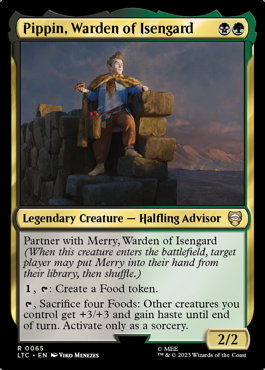 Pippin, Warden of Isengard
Legendary Creature — Halfling Advisor
Partner with Merry, Warden of Isengard
(When this creature enters the battlefield, target
player may put Merry into their hand from
their library, then shuffle.)
1, : Create a Food token.
, Sacrifice four Foods: Other creatures you
control get +3/+3 and gain haste until end
of turn. Activate only as a sorcery.
2/2
R 0065
LTC • EN Viko Menezes
© MEE
™ & © 2023 Wizards of the Coast